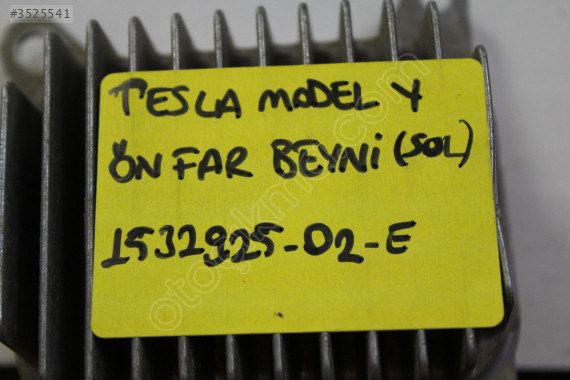 #3525541
TESLA MODEL Y
ÖN FAR BEYNİ (SOL)
1532925-02-E